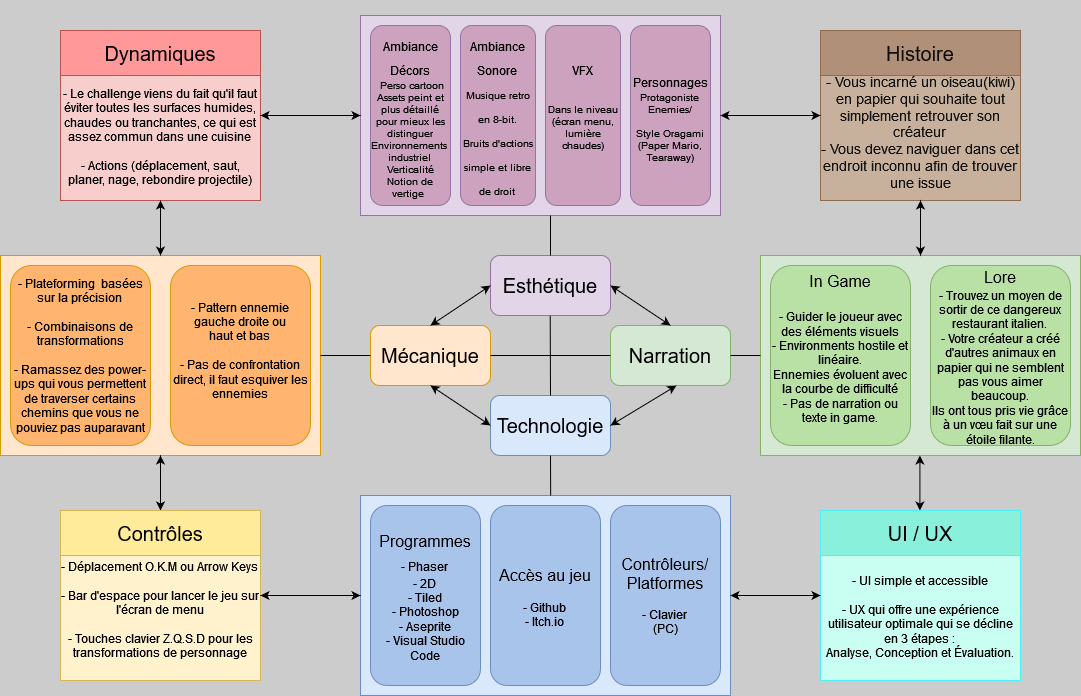 Dynamiques
- Le challenge viens du fait qu'il faut
éviter toutes les surfaces humides,
chaudes ou tranchantes, ce qui est
assez commun dans une cuisine
- Actions (déplacement, saut,
planer, nage, rebondire projectile)
Ambiance
Décors
Perso cartoon
Assets peint et
plus détaillé
pour mieux les
distinguer
Environnements
industriel
Verticalité
Notion de
vertige
Ambiance
Sonore
Musique retro
en 8-bit.
Bruits d'actions
simple et libre
de droit
VFX
Dans le niveau
(écran menu,
lumière
chaudes)
Personnages
Protagoniste
Enemies/
Style Oragami
(Paper Mario,
Tearaway)
Histoire
- Vous incarné un oiseau(kiwi)
en papier qui souhaite tout
simplement retrouver son
créateur
- Vous devez naviguer dans cet
endroit inconnu afin de trouver
une issue
- Plateforming basées
sur la précision
- Combinaisons de
transformations
- Ramassez des power-
ups qui vous permettent
de traverser certains
chemins que vous ne
pouviez pas auparavant
- Pattern ennemie
gauche droite ou
haut et bas
- Pas de confrontation
direct, il faut esquiver les
ennemies
Esthétique
Mécanique
Narration
Technologie
In Game
- Guider le joueur avec
des éléments visuels
- Environments hostile et
linéaire.
Ennemies évoluent avec
la courbe de difficulté
- Pas de narration ou
texte in game.
Lore
- Trouvez un moyen de
sortir de ce dangereux
restaurant italien.
- Votre créateur a créé
d'autres animaux en
papier qui ne semblent
pas vous aimer
beaucoup.
Ils ont tous pris vie grâce
à un vœu fait sur une
étoile filante.
Contrôles
- Déplacement O.K.M ou Arrow Keys
- Bar d'espace pour lancer le jeu sur
l'écran de menu
- Touches clavier Z.Q.S.D pour les
transformations de personnage
Programmes
- Phaser
- 2D
- Tiled
- Photoshop
- Aseprite
- Visual Studio
Code
Accès au jeu
- Github
- Itch.io
Contrôleurs/
Platformes
- Clavier
(PC)
UI / UX
- UI simple et accessible
- UX qui offre une expérience
utilisateur optimale qui se décline
en 3 étapes :
Analyse, Conception et Évaluation.